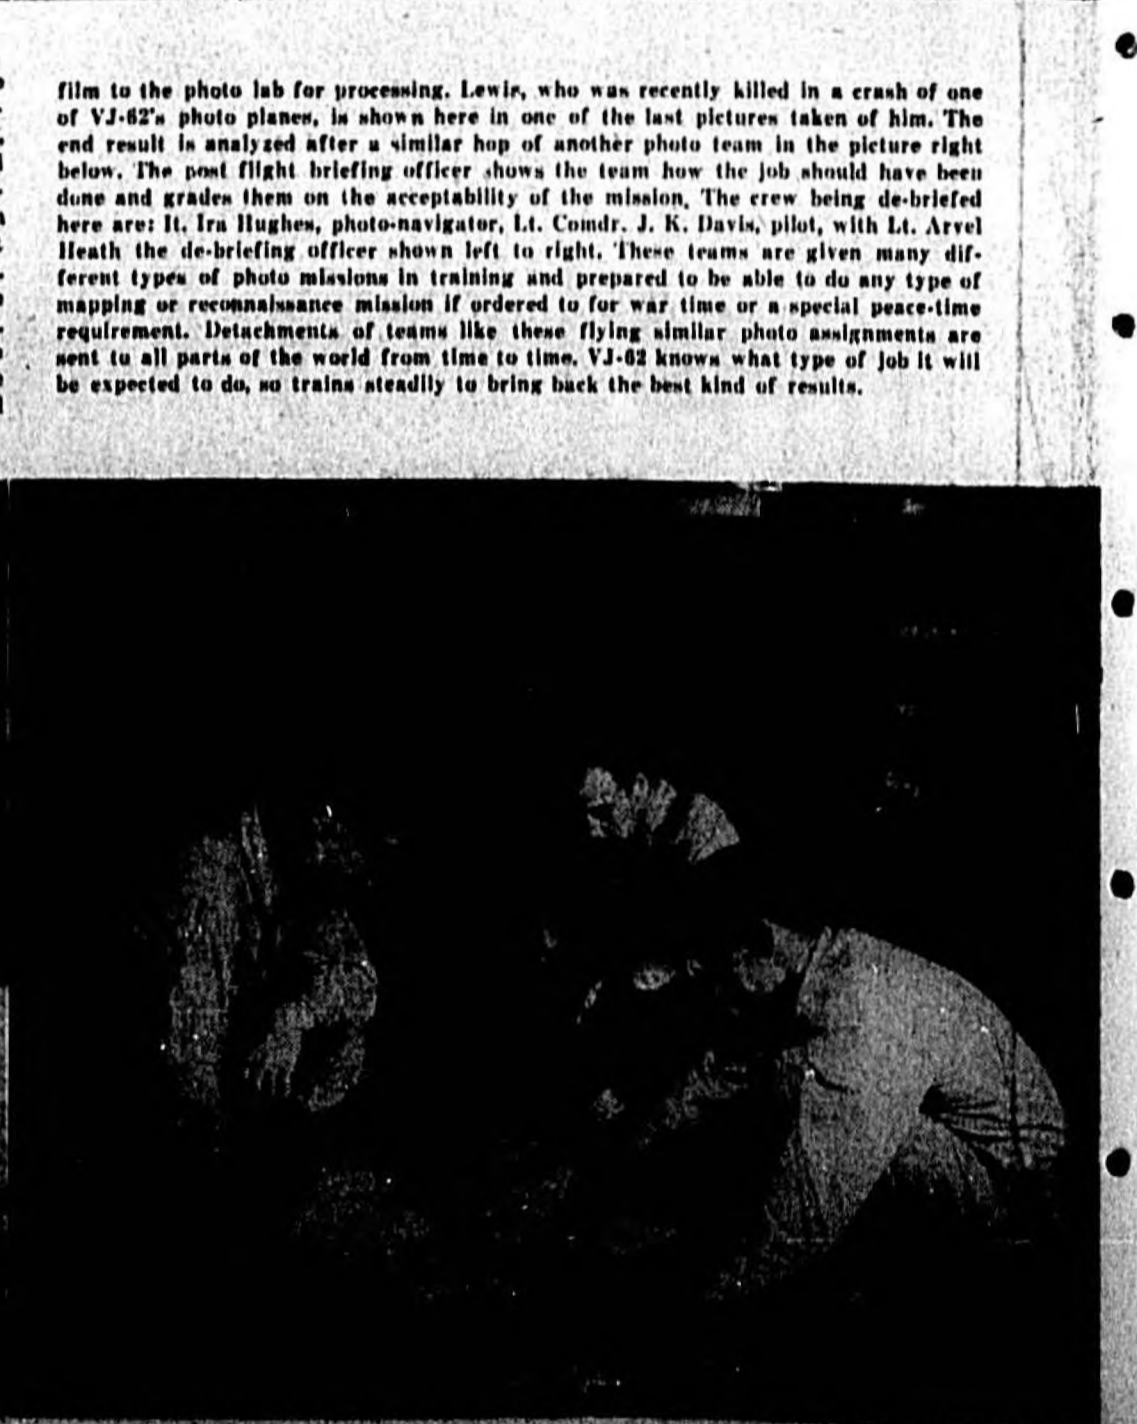 film to the photo lab for processing. Lewis, who was recently killed in a crash of one
of VJ-62's photo planes, is shown here in one of the last pictures taken of him. The
end result is analyzed after a similar hop of another photo team in the picture right
below. The post flight briefing officer shows the team how the job should have been
done and grades them on the acceptability of the mission. The crew being de-briefed
here are: Lt. Ira Hughes, photo-navigator, Lt. Comdr. J. K. Davis, pilot, with Lt. Arvel
Heath the de-briefing officer shown left to right. These teams are given many dif-
ferent types of photo missions in training and prepared to be able to do any type of
mapping or reconnaissance mission if ordered to for war time or a special peace-time
requirement. Detachments of teams like these flying similar photo assignments are
sent to all parts of the world from time to time. VJ-62 knows what type of job it will
be expected to do, so trains steadily to bring back the best kind of results.